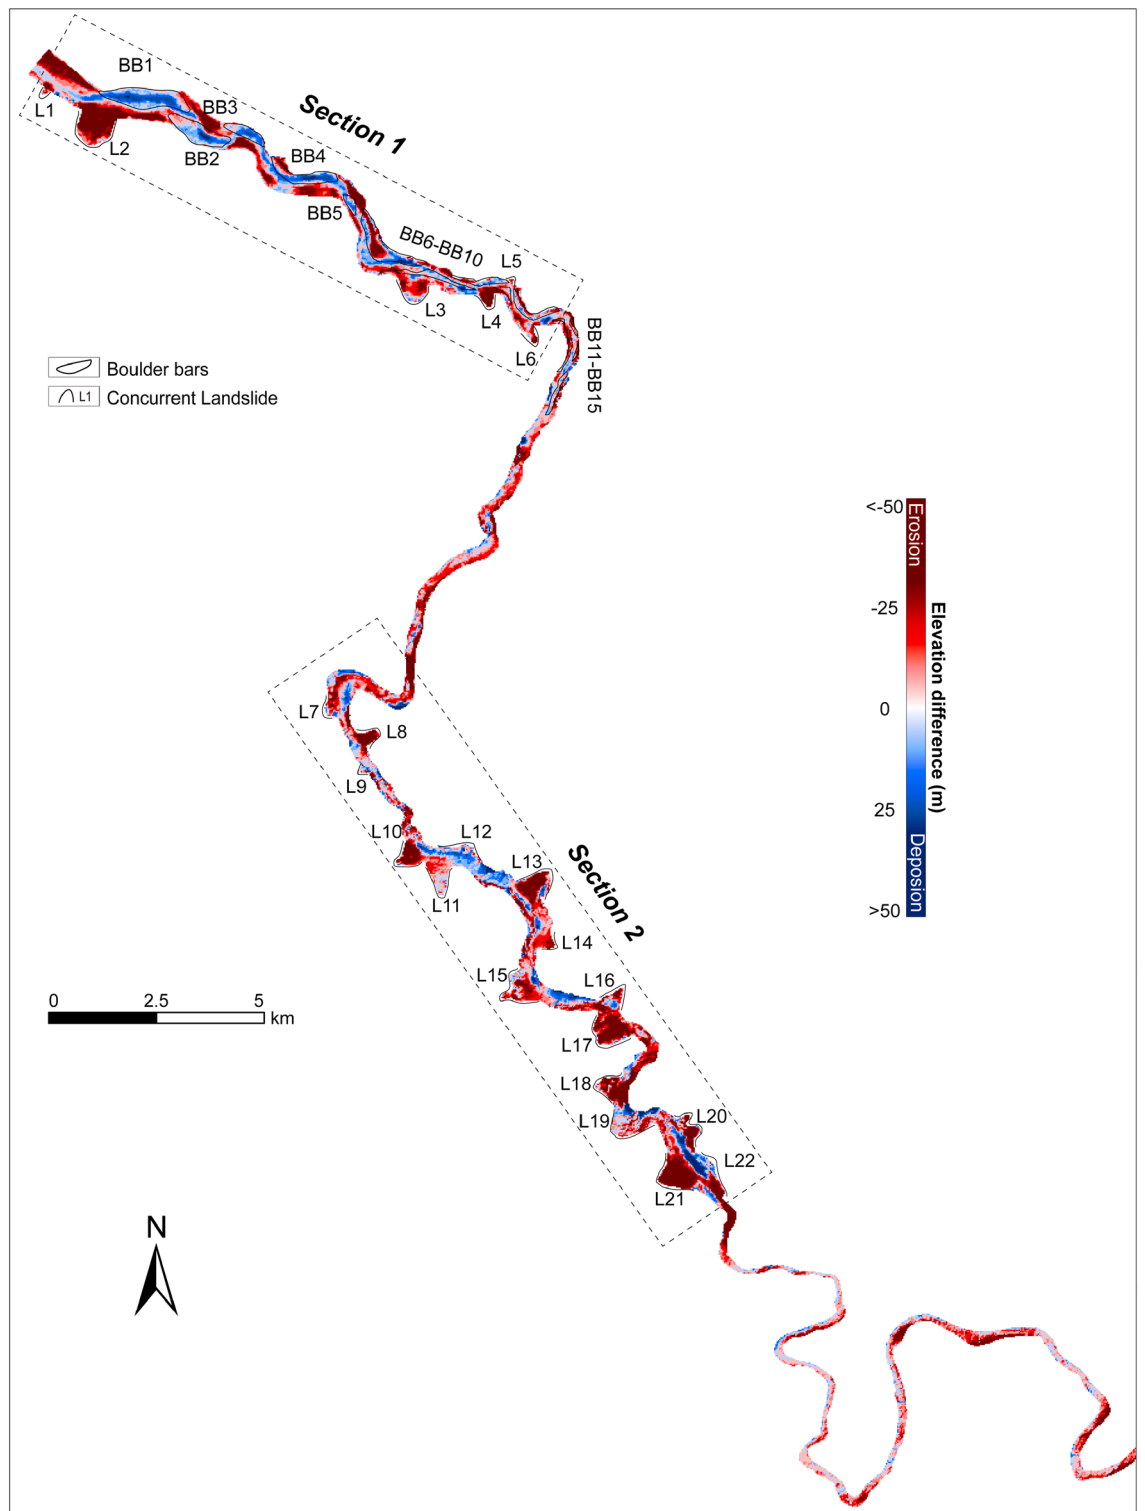 BB1
Section 1
L1
BB3
L2
BB2
BB4
BB5
BB6-BB10
L5
L3
L4
L6
BB11-BB15
Boulder bars
L1
Concurrent Landslide
<-50
Erosion
-25
0
25
>50
Deposion
Elevation difference (m)
L7
L8
L9
L10
L12
L13
L11
Section 2
L14
L15
L16
0
2.5
5
km
L17
L18
L19
L20
L22
L21
N